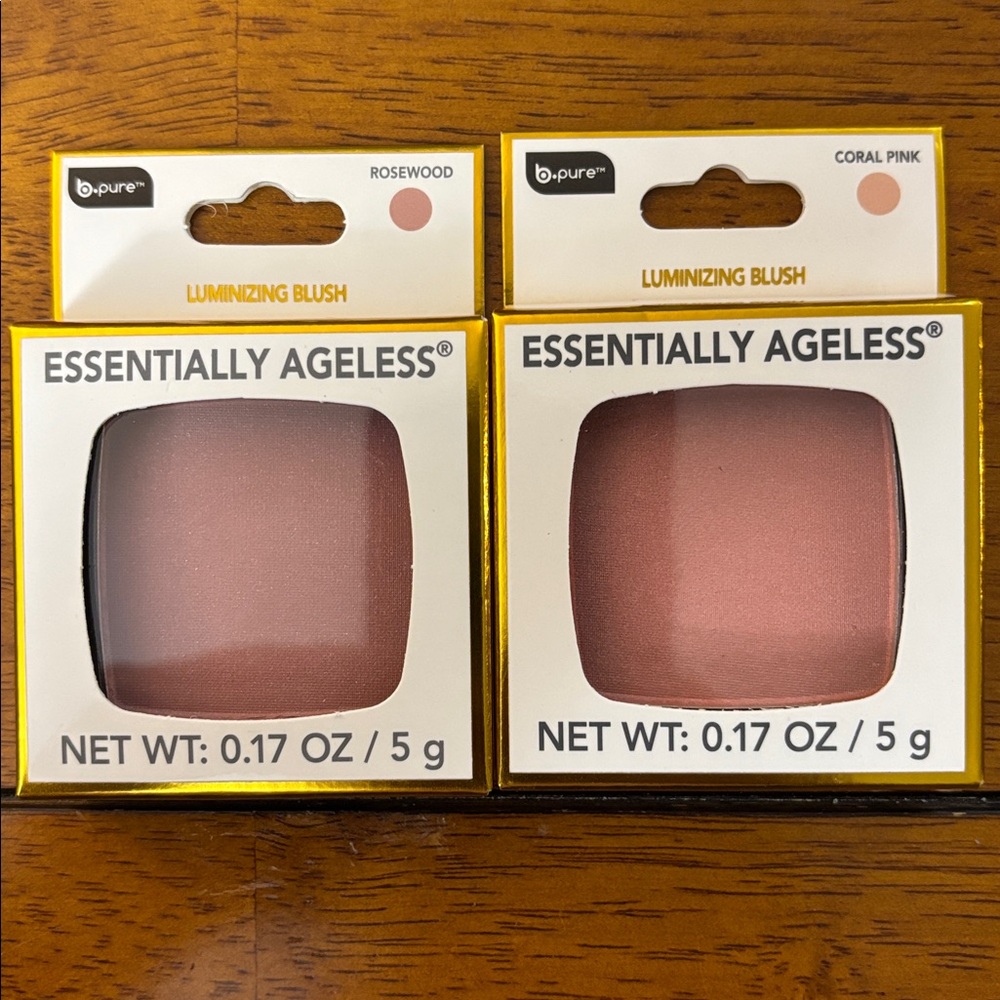 b.pure™
ROSEWOOD
LUMINIZING BLUSH
ESSENTIALLY AGELESS®
NET WT: 0.17 OZ / 5 g
b.pure™
CORAL PINK
LUMINIZING BLUSH
ESSENTIALLY AGELESS®
NET WT: 0.17 OZ / 5 g